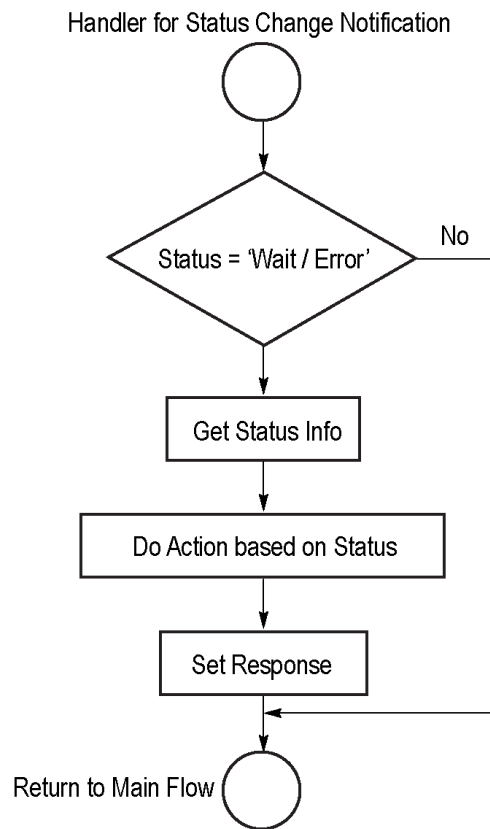 Handler for Status Change Notification
Status = ‘Wait / Error’
No
Get Status Info
Do Action based on Status
Set Response
Return to Main Flow